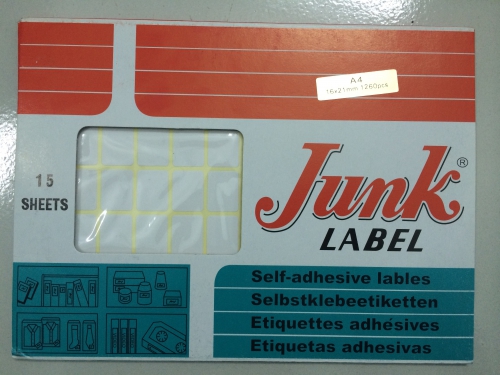 A4
16x21mm 1260pcs
15
SHEETS
Junk®
LABEL
Self-adhesive lables
Selbstklebeetiketten
Etiquettes adhésives
Etiquetas adhesivas